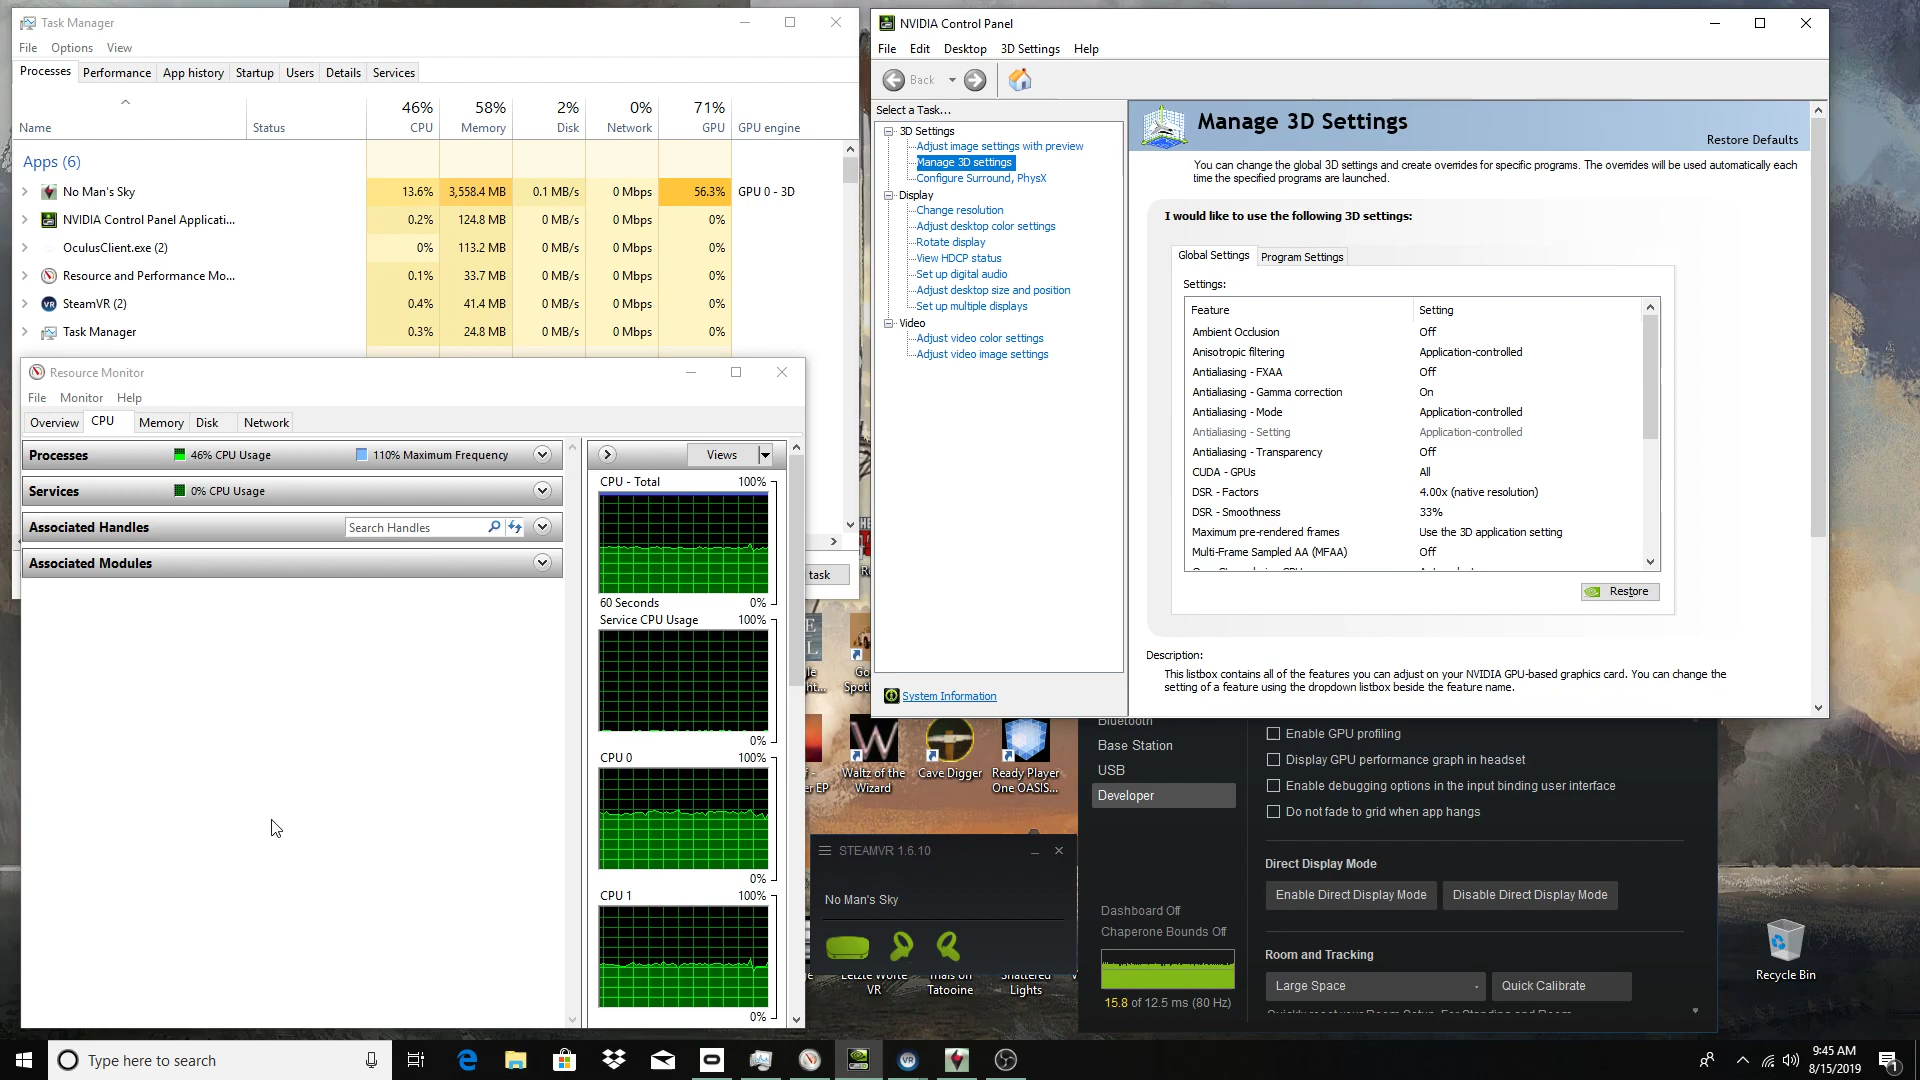 Task Manager
File Options View
Processes Performance App history Startup Users Details Services
46% 58% 2% 0% 71%
Name Status CPU Memory Disk Network GPU GPU engine
Apps (6)
No Man's Sky 13.6% 3,558.4 MB 0.1 MB/s 0 Mbps 56.3% GPU 0 - 3D
NVIDIA Control Panel Applicati... 0.2% 124.8 MB 0 MB/s 0 Mbps 0%
OculusClient.exe (2) 0% 113.2 MB 0 MB/s 0 Mbps 0%
Resource and Performance Mo... 0.1% 33.7 MB 0 MB/s 0 Mbps 0%
VR SteamVR (2) 0.4% 41.4 MB 0 MB/s 0 Mbps 0%
Task Manager 0.3% 24.8 MB 0 MB/s 0 Mbps 0%
task
Resource Monitor
File Monitor Help
Overview CPU Memory Disk Network
Processes 46% CPU Usage 110% Maximum Frequency
Services 0% CPU Usage
Associated Handles Search Handles
Associated Modules
Views
CPU - Total 100%
60 Seconds 0%
Service CPU Usage 100%
0%
CPU 0 100%
0%
CPU 1 100%
0%
NVIDIA Control Panel
File Edit Desktop 3D Settings Help
Back
Select a Task...
3D Settings
Adjust image settings with preview
Manage 3D settings
Configure Surround, PhysX
Display
Change resolution
Adjust desktop color settings
Rotate display
View HDCP status
Set up digital audio
Adjust desktop size and position
Set up multiple displays
Video
Adjust video color settings
Adjust video image settings
System Information
Manage 3D Settings
Restore Defaults
You can change the global 3D settings and create overrides for specific programs. The overrides will be used automatically each
time the specified programs are launched.
I would like to use the following 3D settings:
Global Settings Program Settings
Settings:
Feature Setting
Ambient Occlusion Off
Anisotropic filtering Application-controlled
Antialiasing - FXAA Off
Antialiasing - Gamma correction On
Antialiasing - Mode Application-controlled
Antialiasing - Setting Application-controlled
Antialiasing - Transparency Off
CUDA - GPUs All
DSR - Factors 4.00x (native resolution)
DSR - Smoothness 33%
Maximum pre-rendered frames Use the 3D application setting
Multi-Frame Sampled AA (MFAA) Off
Restore
Description:
This listbox contains all of the features you can adjust on your NVIDIA GPU-based graphics card. You can change the
setting of a feature using the dropdown listbox beside the feature name.
Go
Spotl
er EP
Waltz of the
Wizard
Cave Digger
Ready Player
One OASIS...
Letzte Worte
VR
Trials on
Tatooine
Shattered
Lights
STEAMVR 1.6.10
No Man's Sky
Bluetooth
Base Station
USB
Developer
Dashboard Off
Chaperone Bounds Off
15.8 of 12.5 ms (80 Hz)
Enable GPU profiling
Display GPU performance graph in headset
Enable debugging options in the input binding user interface
Do not fade to grid when app hangs
Direct Display Mode
Enable Direct Display Mode Disable Direct Display Mode
Room and Tracking
Large Space Quick Calibrate
Recycle Bin
Type here to search
VR
9:45 AM
8/15/2019
1